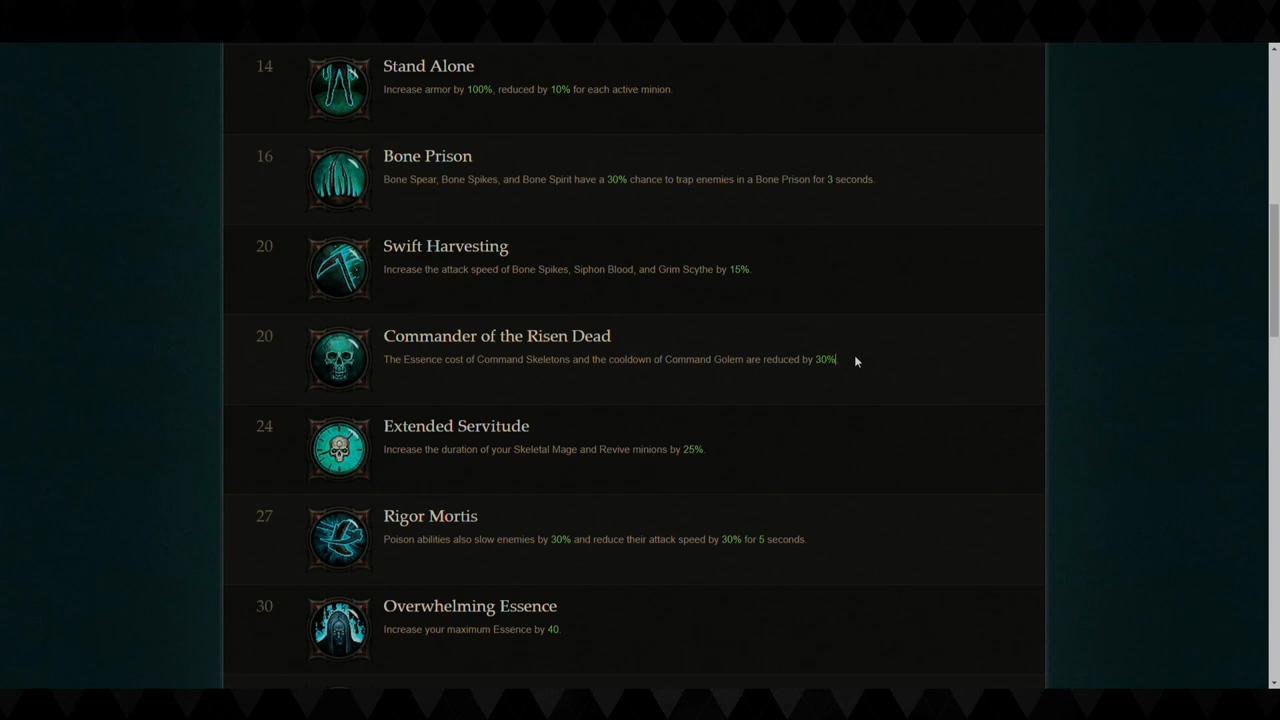 14
Stand Alone
Increase armor by 100%, reduced by 10% for each active minion.
16
Bone Prison
Bone Spear, Bone Spikes, and Bone Spirit have a 30% chance to trap enemies in a Bone Prison for 3 seconds.
20
Swift Harvesting
Increase the attack speed of Bone Spikes, Siphon Blood, and Grim Scythe by 15%.
20
Commander of the Risen Dead
The Essence cost of Command Skeletons and the cooldown of Command Golem are reduced by 30%
24
Extended Servitude
Increase the duration of your Skeletal Mage and Revive minions by 25%.
27
Rigor Mortis
Poison abilities also slow enemies by 30% and reduce their attack speed by 30% for 5 seconds.
30
Overwhelming Essence
Increase your maximum Essence by 40.